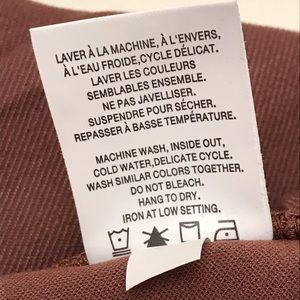 LAVER À LA MACHINE, À L'ENVERS,
À L'EAU FROIDE,CYCLE DÉLICAT.
LAVER LES COULEURS
SEMBLABLES ENSEMBLE.
NE PAS JAVELLISER.
SUSPENDRE POUR SÉCHER.
REPASSER À BASSE TEMPÉRATURE.
MACHINE WASH, INSIDE OUT,
COLD WATER,DELICATE CYCLE.
WASH SIMILAR COLORS TOGETHER.
DO NOT BLEACH.
HANG TO DRY.
IRON AT LOW SETTING.